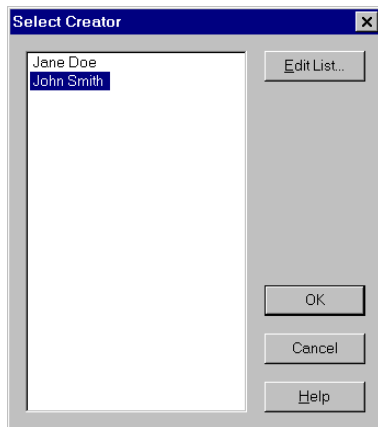 Select Creator
Jane Doe
John Smith
Edit List...
OK
Cancel
Help